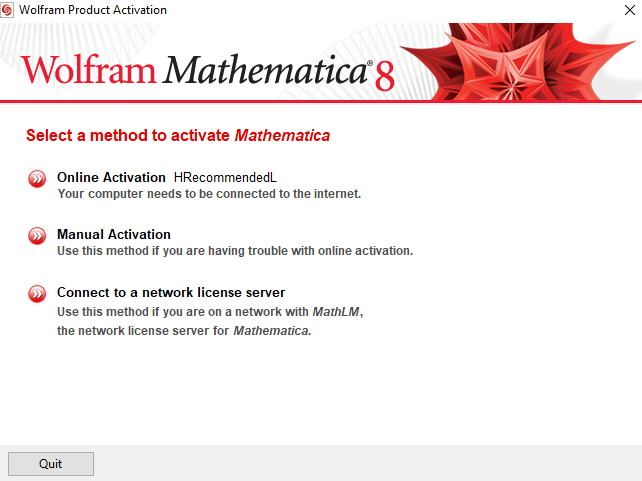 Wolfram Product Activation
Wolfram Mathematica® 8
Select a method to activate Mathematica
Online Activation HRecommendedL
Your computer needs to be connected to the internet.
Manual Activation
Use this method if you are having trouble with online activation.
Connect to a network license server
Use this method if you are on a network with MathLM,
the network license server for Mathematica.
Quit